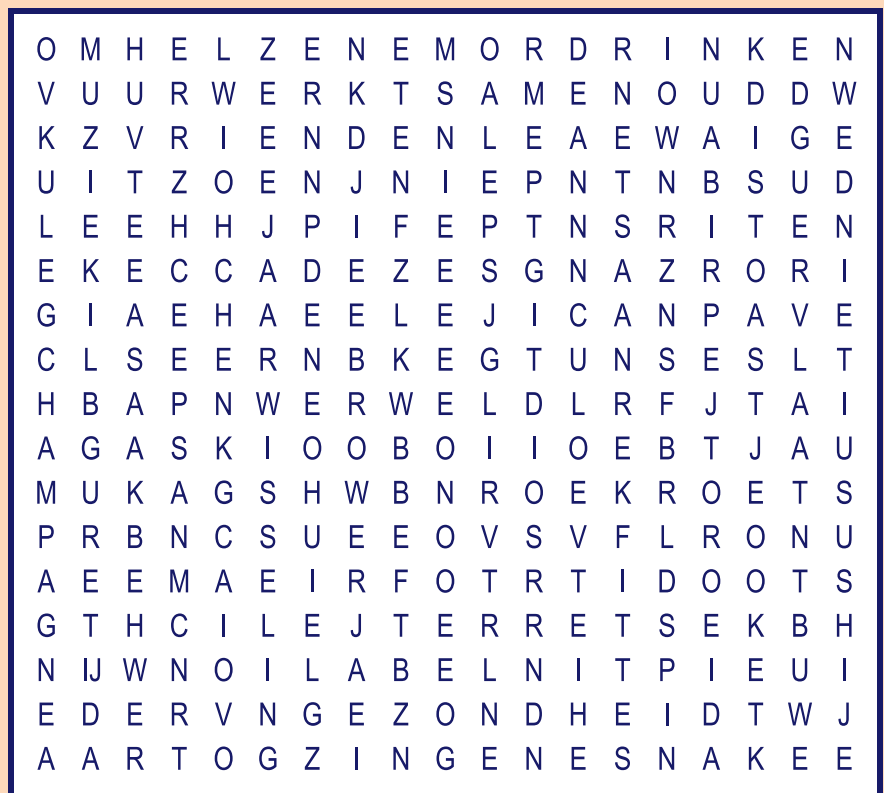 O M H E L Z E N E M O R D R I N K E N
V U U R W E R K T S A M E N O U D D W
K Z V R I E N D E N L E A E W A I G E
U I T Z O E N J N I E P N T N B S U D
L E E H H J P I F E P T N S R I T E N
E K E C C A D E Z E S G N A Z R O R I
G I A E H A E E L E J I C A N P A V E
C L S E E R N B K E G T U N S E S L T
H B A P N W E R W E L D L R F J T A I
A G A S K I O O B O I I O E B T J A U
M U K A G S H W B N R O E K R O E T S
P R B N C S U E E O V S V F L R O N U
A E E M A E I R F O T R T I D O O T S
G T H C I L E J T E R R E T S E K B H
N IJ W N O I L A B E L N I T P I E U I
E D E R V N G E Z O N D H E I D T W J
A A R T O G Z I N G E N E S N A K E E